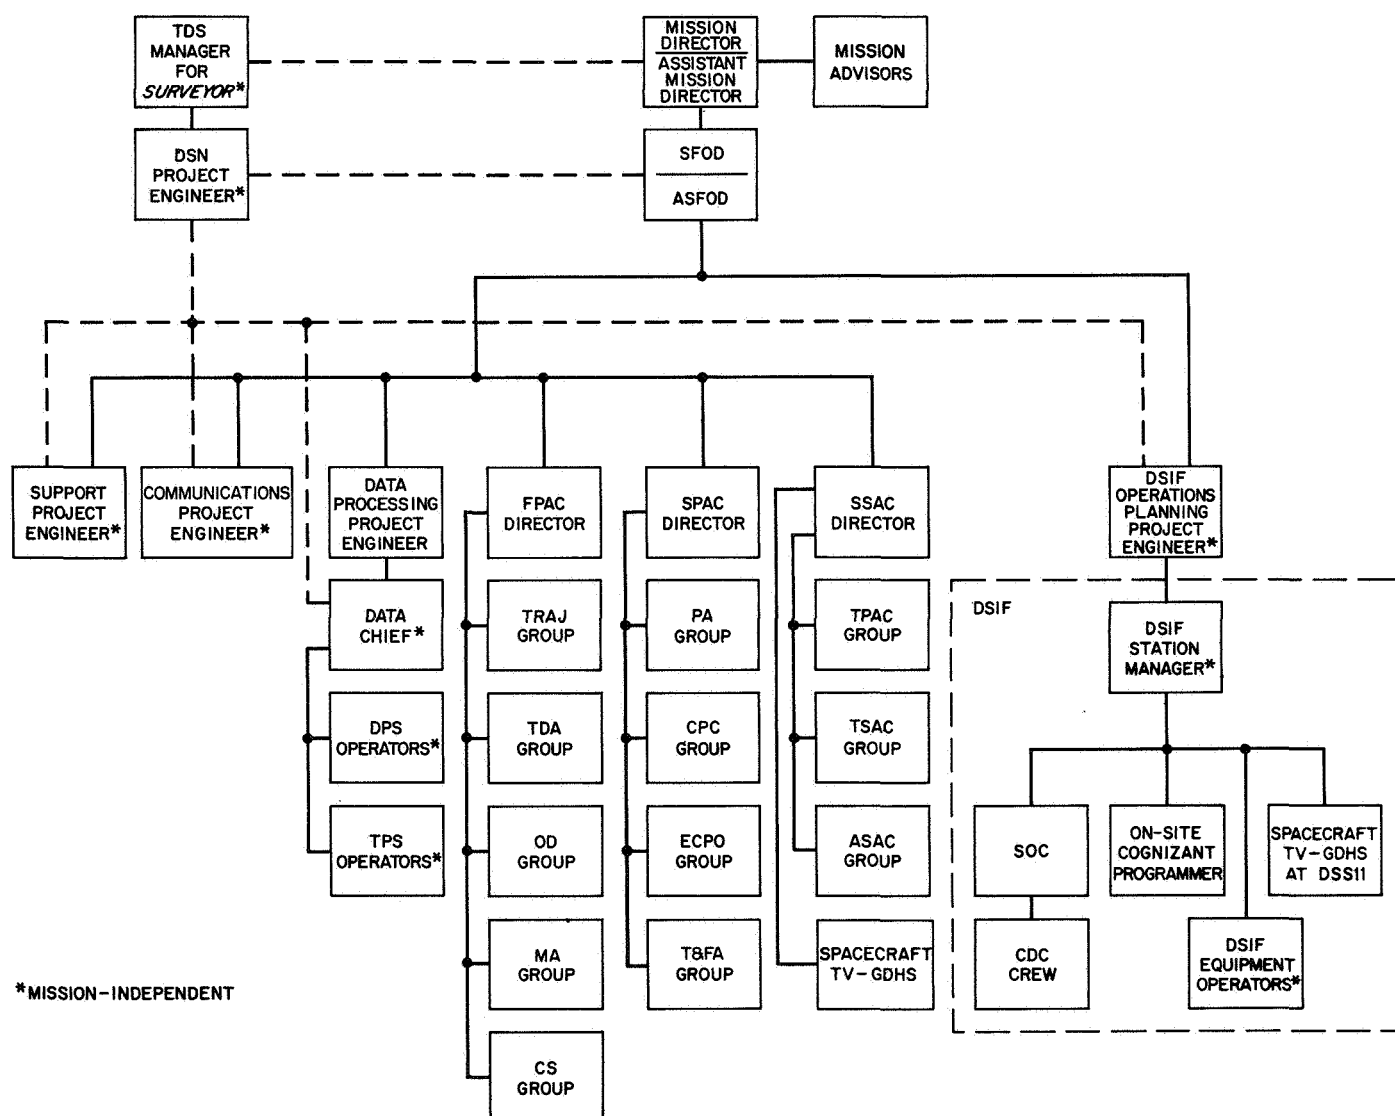 TDS
MANAGER
FOR
SURVEYOR*
MISSION
DIRECTOR
ASSISTANT
MISSION
DIRECTOR
MISSION
ADVISORS
DSN
PROJECT
ENGINEER*
SFOD
ASFOD
SUPPORT
PROJECT
ENGINEER*
COMMUNICATIONS
PROJECT
ENGINEER*
DATA
PROCESSING
PROJECT
ENGINEER
FPAC
DIRECTOR
SPAC
DIRECTOR
SSAC
DIRECTOR
DSIF
OPERATIONS
PLANNING
PROJECT
ENGINEER*
DATA
CHIEF*
TRAJ
GROUP
PA
GROUP
TPAC
GROUP
DSIF
DSIF
STATION
MANAGER*
DPS
OPERATORS*
TDA
GROUP
CPC
GROUP
TSAC
GROUP
TPS
OPERATORS*
OD
GROUP
ECPO
GROUP
ASAC
GROUP
SOC
ON-SITE
COGNIZANT
PROGRAMMER
SPACECRAFT
TV-GDHS
AT DSS11
MA
GROUP
T&FA
GROUP
SPACECRAFT
TV-GDHS
CDC
CREW
DSIF
EQUIPMENT
OPERATORS*
*MISSION-INDEPENDENT
CS
GROUP